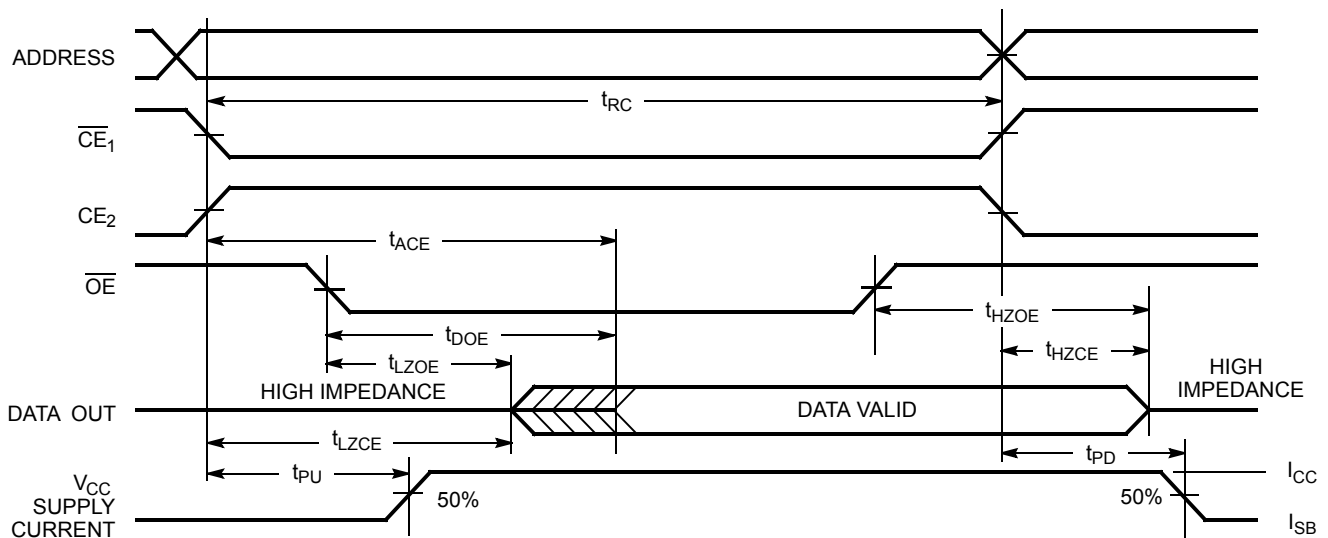 ADDRESS
tRC
CE1
CE2
tACE
OE
tHZOE
tDOE
tLZOE
tHZCE
HIGH IMPEDANCE
HIGH
IMPEDANCE
DATA OUT
DATA VALID
tLZCE
tPU
tPD
VCC
SUPPLY
CURRENT
50%
50%
ICC
ISB